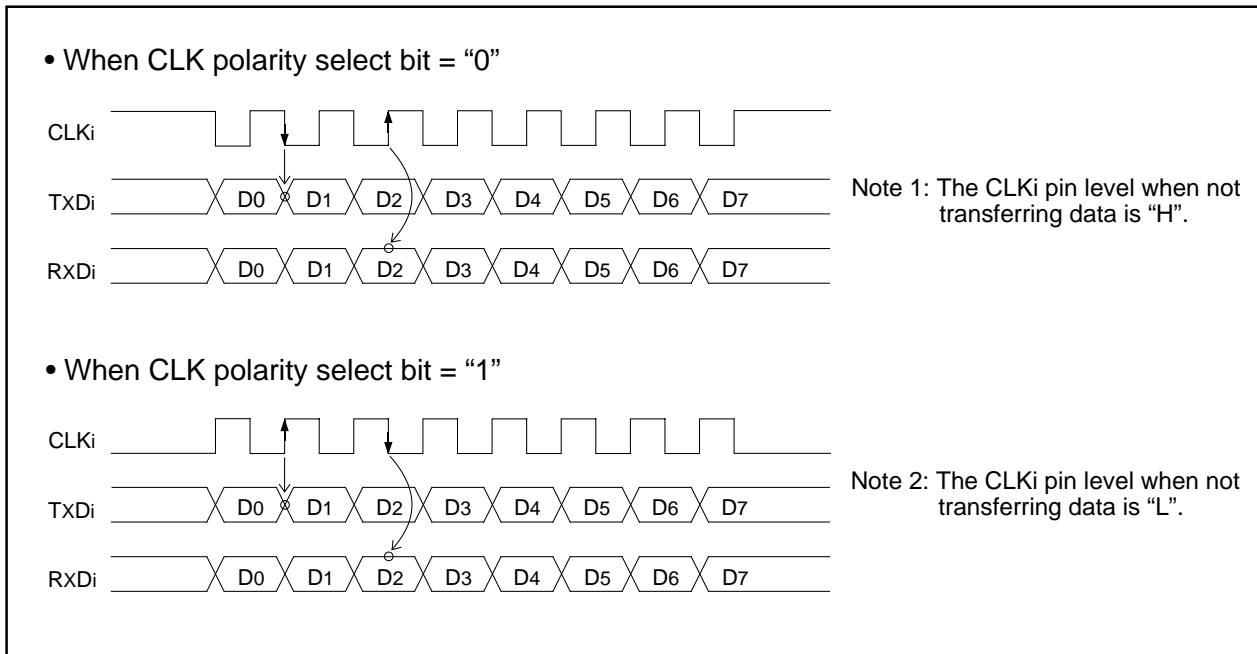 • When CLK polarity select bit = “0”
CLKi
TXDi D0 D1 D2 D3 D4 D5 D6 D7
RXDi D0 D1 D2 D3 D4 D5 D6 D7
Note 1: The CLKi pin level when not
transferring data is “H”.
• When CLK polarity select bit = “1”
CLKi
TXDi D0 D1 D2 D3 D4 D5 D6 D7
RXDi D0 D1 D2 D3 D4 D5 D6 D7
Note 2: The CLKi pin level when not
transferring data is “L”.